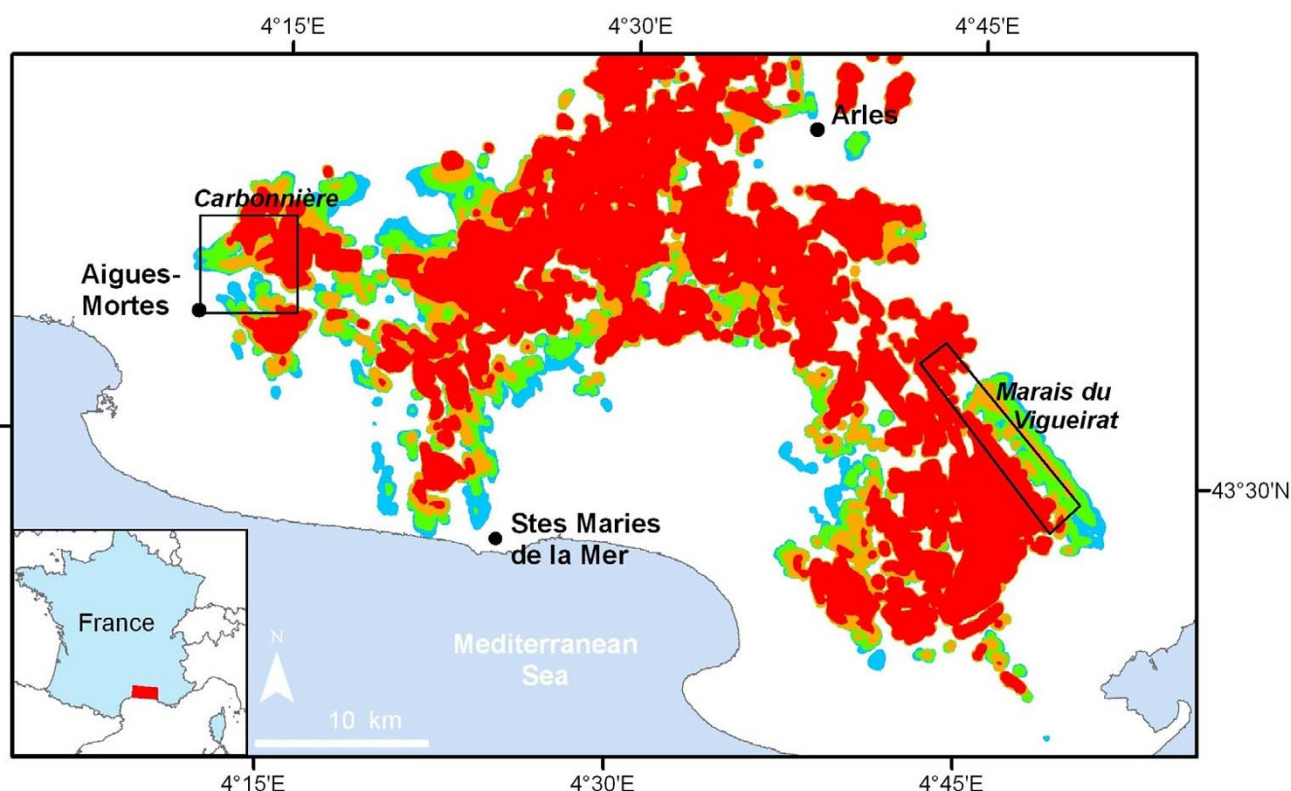 4°15'E
4°30'E
4°45'E
Arles
Carbonnière
Aigues-
Mortes
Marais du
Vigueirat
43°30'N
Stes Maries
de la Mer
France
N
Mediterranean
Sea
10 km
4°15'E
4°30'E
4°45'E